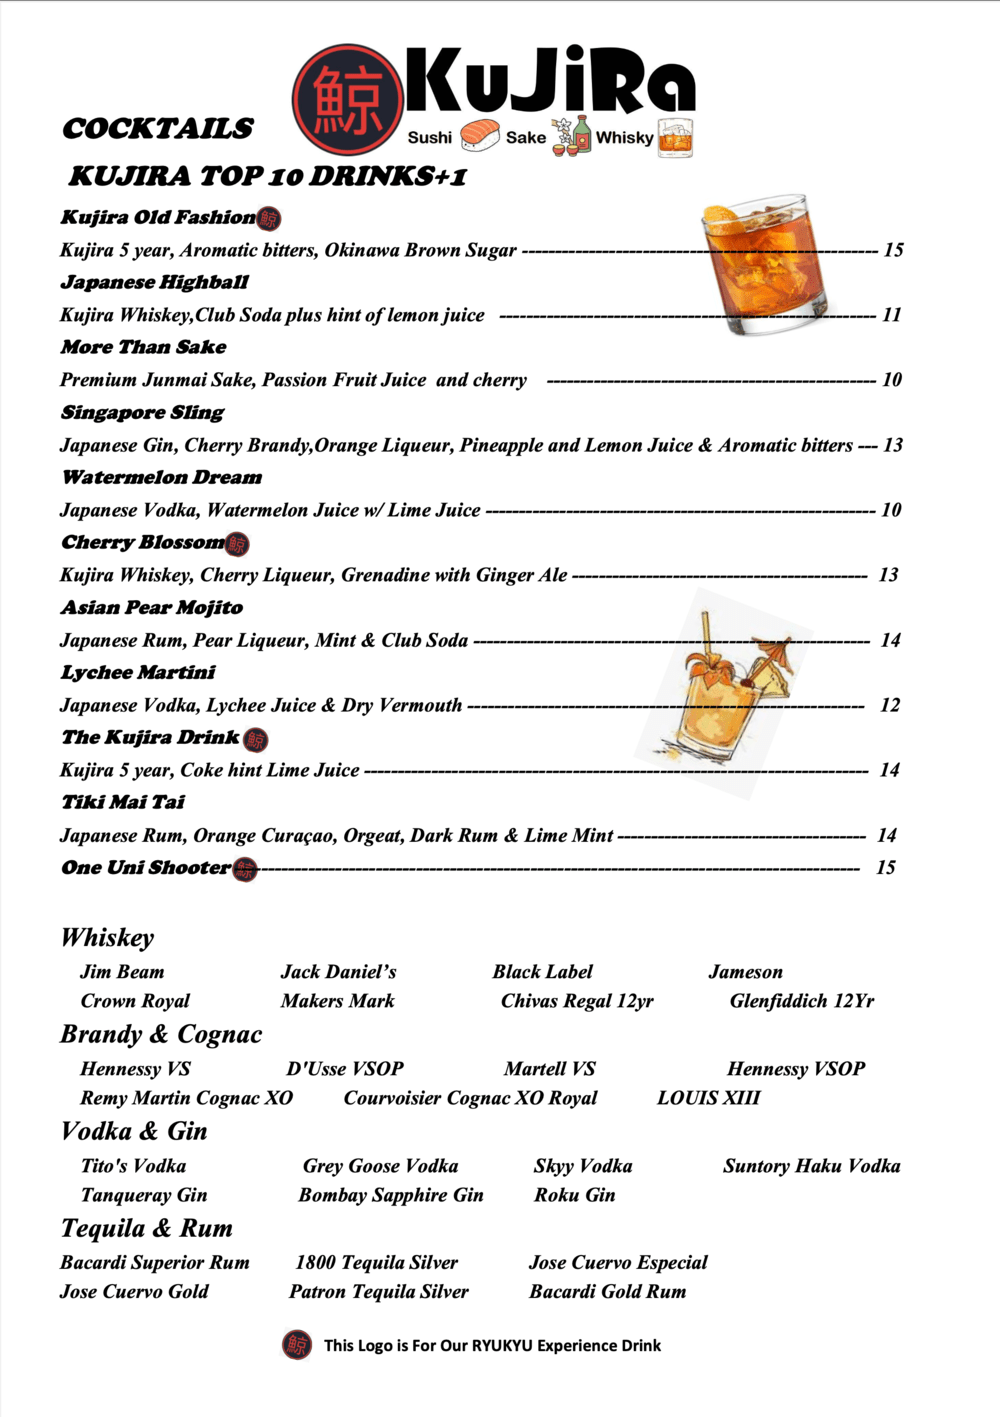 鯨 KuJiRa
Sushi Sake Whisky
COCKTAILS
KUJIRA TOP 10 DRINKS+1
Kujira Old Fashion 鯨
Kujira 5 year, Aromatic bitters, Okinawa Brown Sugar ------------------------------------------------------ 15
Japanese Highball
Kujira Whiskey,Club Soda plus hint of lemon juice --------------------------------------------------------- 11
More Than Sake
Premium Junmai Sake, Passion Fruit Juice and cherry -------------------------------------------------- 10
Singapore Sling
Japanese Gin, Cherry Brandy,Orange Liqueur, Pineapple and Lemon Juice & Aromatic bitters --- 13
Watermelon Dream
Japanese Vodka, Watermelon Juice w/ Lime Juice ----------------------------------------------------------- 10
Cherry Blossom 鯨
Kujira Whiskey, Cherry Liqueur, Grenadine with Ginger Ale --------------------------------------------- 13
Asian Pear Mojito
Japanese Rum, Pear Liqueur, Mint & Club Soda ------------------------------------------------------------ 14
Lychee Martini
Japanese Vodka, Lychee Juice & Dry Vermouth ------------------------------------------------------------ 12
The Kujira Drink 鯨
Kujira 5 year, Coke hint Lime Juice ---------------------------------------------------------------------------- 14
Tiki Mai Tai
Japanese Rum, Orange Curaçao, Orgeat, Dark Rum & Lime Mint -------------------------------------- 14
One Uni Shooter 鯨 ------------------------------------------------------------------------------------------- 15
Whiskey
Jim Beam Jack Daniel’s Black Label Jameson
Crown Royal Makers Mark Chivas Regal 12yr Glenfiddich 12Yr
Brandy & Cognac
Hennessy VS D'Usse VSOP Martell VS Hennessy VSOP
Remy Martin Cognac XO Courvoisier Cognac XO Royal LOUIS XIII
Vodka & Gin
Tito's Vodka Grey Goose Vodka Skyy Vodka Suntory Haku Vodka
Tanqueray Gin Bombay Sapphire Gin Roku Gin
Tequila & Rum
Bacardi Superior Rum 1800 Tequila Silver Jose Cuervo Especial
Jose Cuervo Gold Patron Tequila Silver Bacardi Gold Rum
鯨 This Logo is For Our RYUKYU Experience Drink